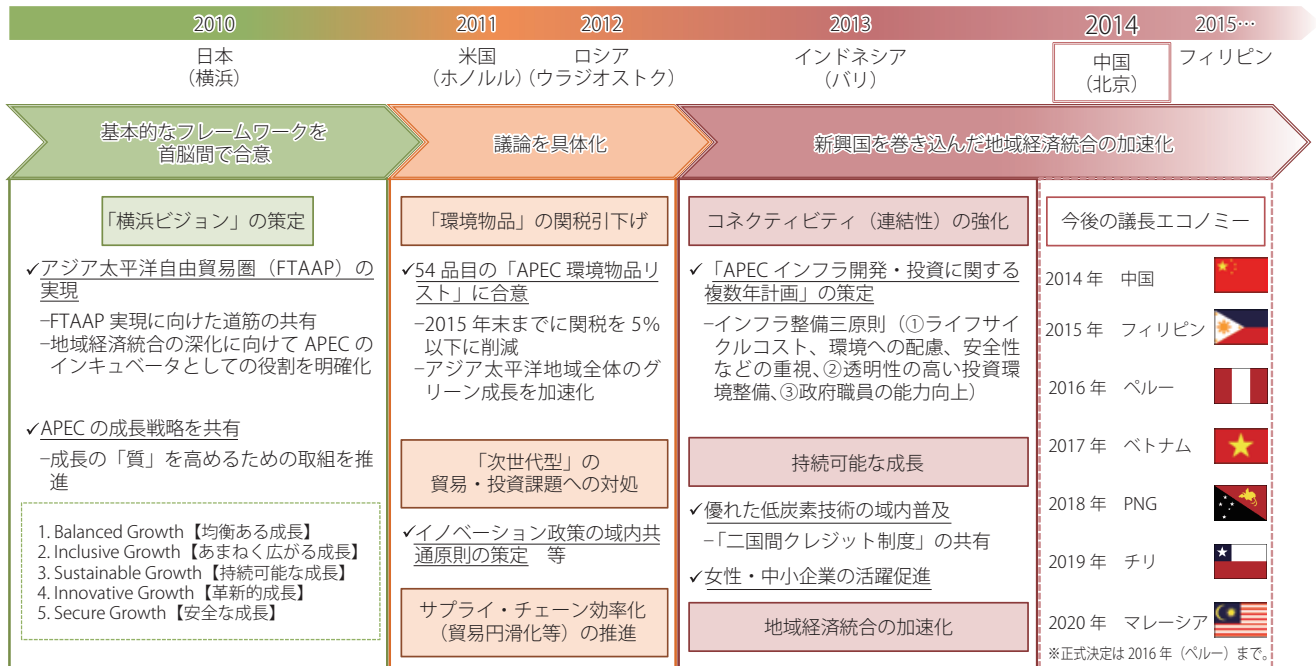 2010
2011
2012
2013
2014
2015…
日本
(横浜)
米国
(ホノルル)
ロシア
(ウラジオストク)
インドネシア
(バリ)
中国
(北京)
フィリピン
基本的なフレームワークを
首脳間で合意
議論を具体化
新興国を巻き込んだ地域経済統合の加速化
「横浜ビジョン」の策定
✓アジア太平洋自由貿易圏（FTAAP）の
実現
−FTAAP 実現に向けた道筋の共有
−地域経済統合の深化に向けて APEC の
インキュベータとしての役割を明確化
✓APEC の成長戦略を共有
−成長の「質」を高めるための取組を推
進
1. Balanced Growth【均衡ある成長】
2. Inclusive Growth【あまねく広がる成長】
3. Sustainable Growth【持続可能な成長】
4. Innovative Growth【革新的成長】
5. Secure Growth【安全な成長】
「環境物品」の関税引下げ
✓54 品目の「APEC 環境物品リ
スト」に合意
−2015 年末までに関税を 5%
以下に削減
−アジア太平洋地域全体のグ
リーン成長を加速化
「次世代型」の
貿易・投資課題への対処
✓イノベーション政策の域内共
通原則の策定　等
サプライ・チェーン効率化
（貿易円滑化等）の推進
コネクティビティ（連結性）の強化
✓「APEC インフラ開発・投資に関する
複数年計画」の策定
−インフラ整備三原則（①ライフサイ
クルコスト、環境への配慮、安全性
などの重視、②透明性の高い投資環
境整備、③政府職員の能力向上）
持続可能な成長
✓優れた低炭素技術の域内普及
−「二国間クレジット制度」の共有
✓女性・中小企業の活躍促進
地域経済統合の加速化
今後の議長エコノミー
2014 年　中国
2015 年　フィリピン
2016 年　ペルー
2017 年　ベトナム
2018 年　PNG
2019 年　チリ
2020 年　マレーシア
※正式決定は 2016 年（ペルー）まで。